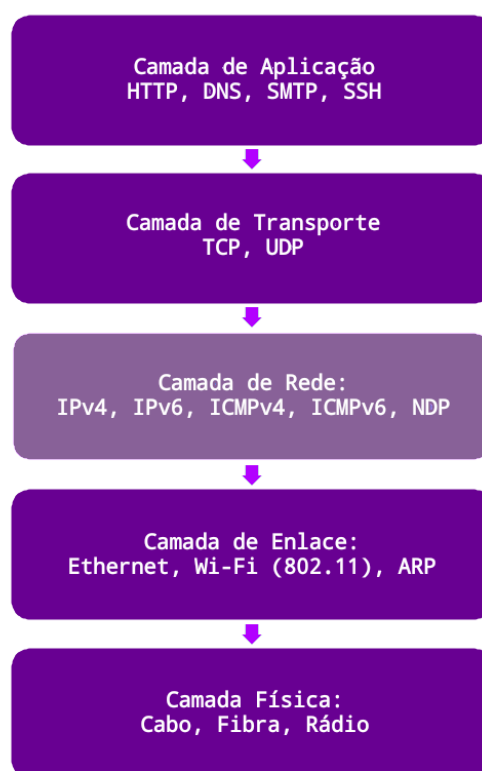 Camada de Aplicação
HTTP, DNS, SMTP, SSH
Camada de Transporte
TCP, UDP
Camada de Rede:
IPv4, IPv6, ICMPv4, ICMPv6, NDP
Camada de Enlace:
Ethernet, Wi-Fi (802.11), ARP
Camada Física:
Cabo, Fibra, Rádio